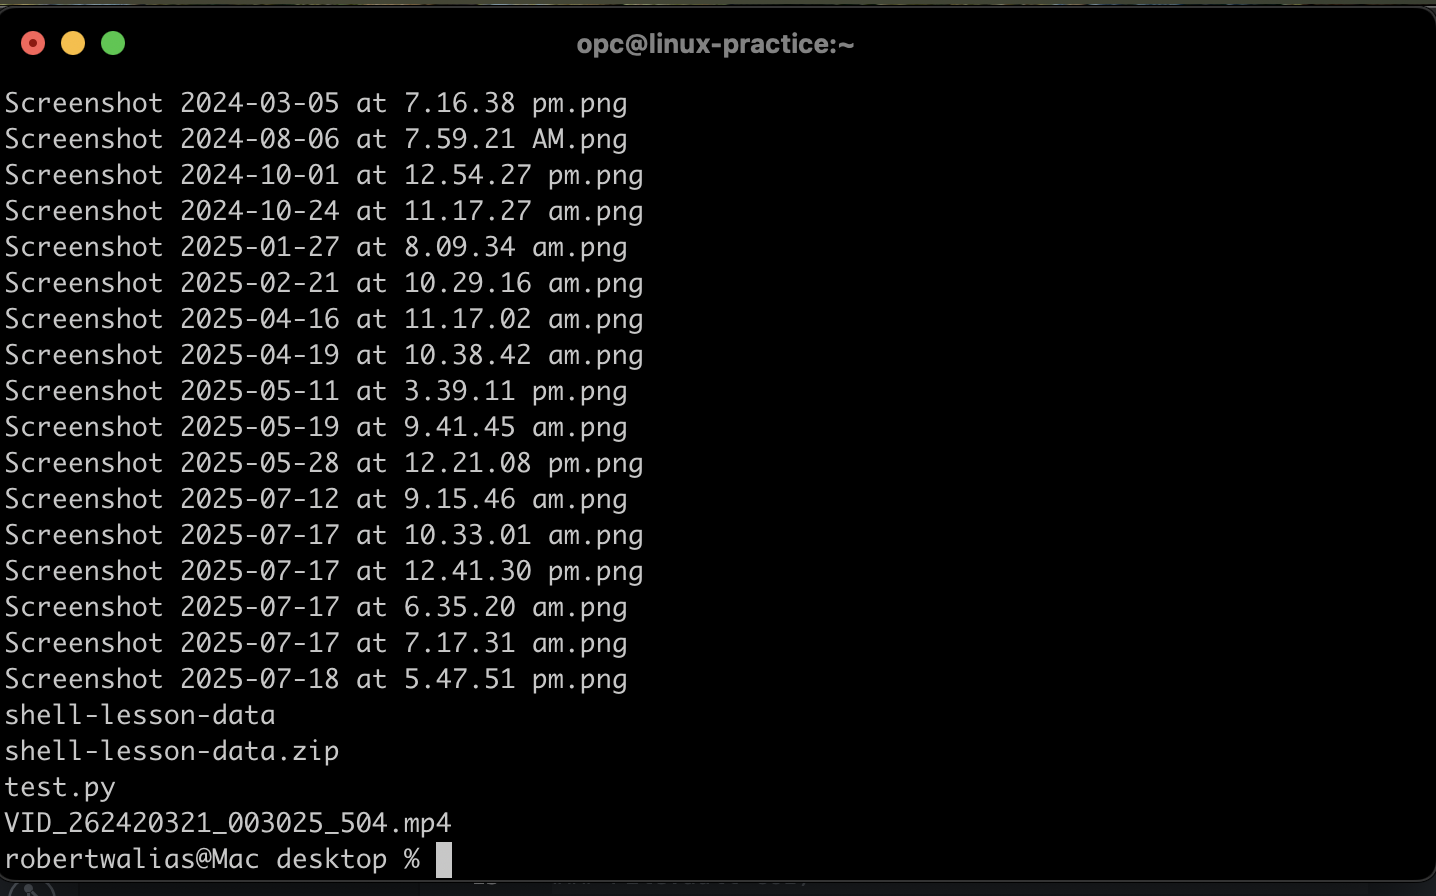 opc@linux-practice:~
Screenshot 2024-03-05 at 7.16.38 pm.png
Screenshot 2024-08-06 at 7.59.21 AM.png
Screenshot 2024-10-01 at 12.54.27 pm.png
Screenshot 2024-10-24 at 11.17.27 am.png
Screenshot 2025-01-27 at 8.09.34 am.png
Screenshot 2025-02-21 at 10.29.16 am.png
Screenshot 2025-04-16 at 11.17.02 am.png
Screenshot 2025-04-19 at 10.38.42 am.png
Screenshot 2025-05-11 at 3.39.11 pm.png
Screenshot 2025-05-19 at 9.41.45 am.png
Screenshot 2025-05-28 at 12.21.08 pm.png
Screenshot 2025-07-12 at 9.15.46 am.png
Screenshot 2025-07-17 at 10.33.01 am.png
Screenshot 2025-07-17 at 12.41.30 pm.png
Screenshot 2025-07-17 at 6.35.20 am.png
Screenshot 2025-07-17 at 7.17.31 am.png
Screenshot 2025-07-18 at 5.47.51 pm.png
shell-lesson-data
shell-lesson-data.zip
test.py
VID_262420321_003025_504.mp4
robertwalias@Mac desktop %